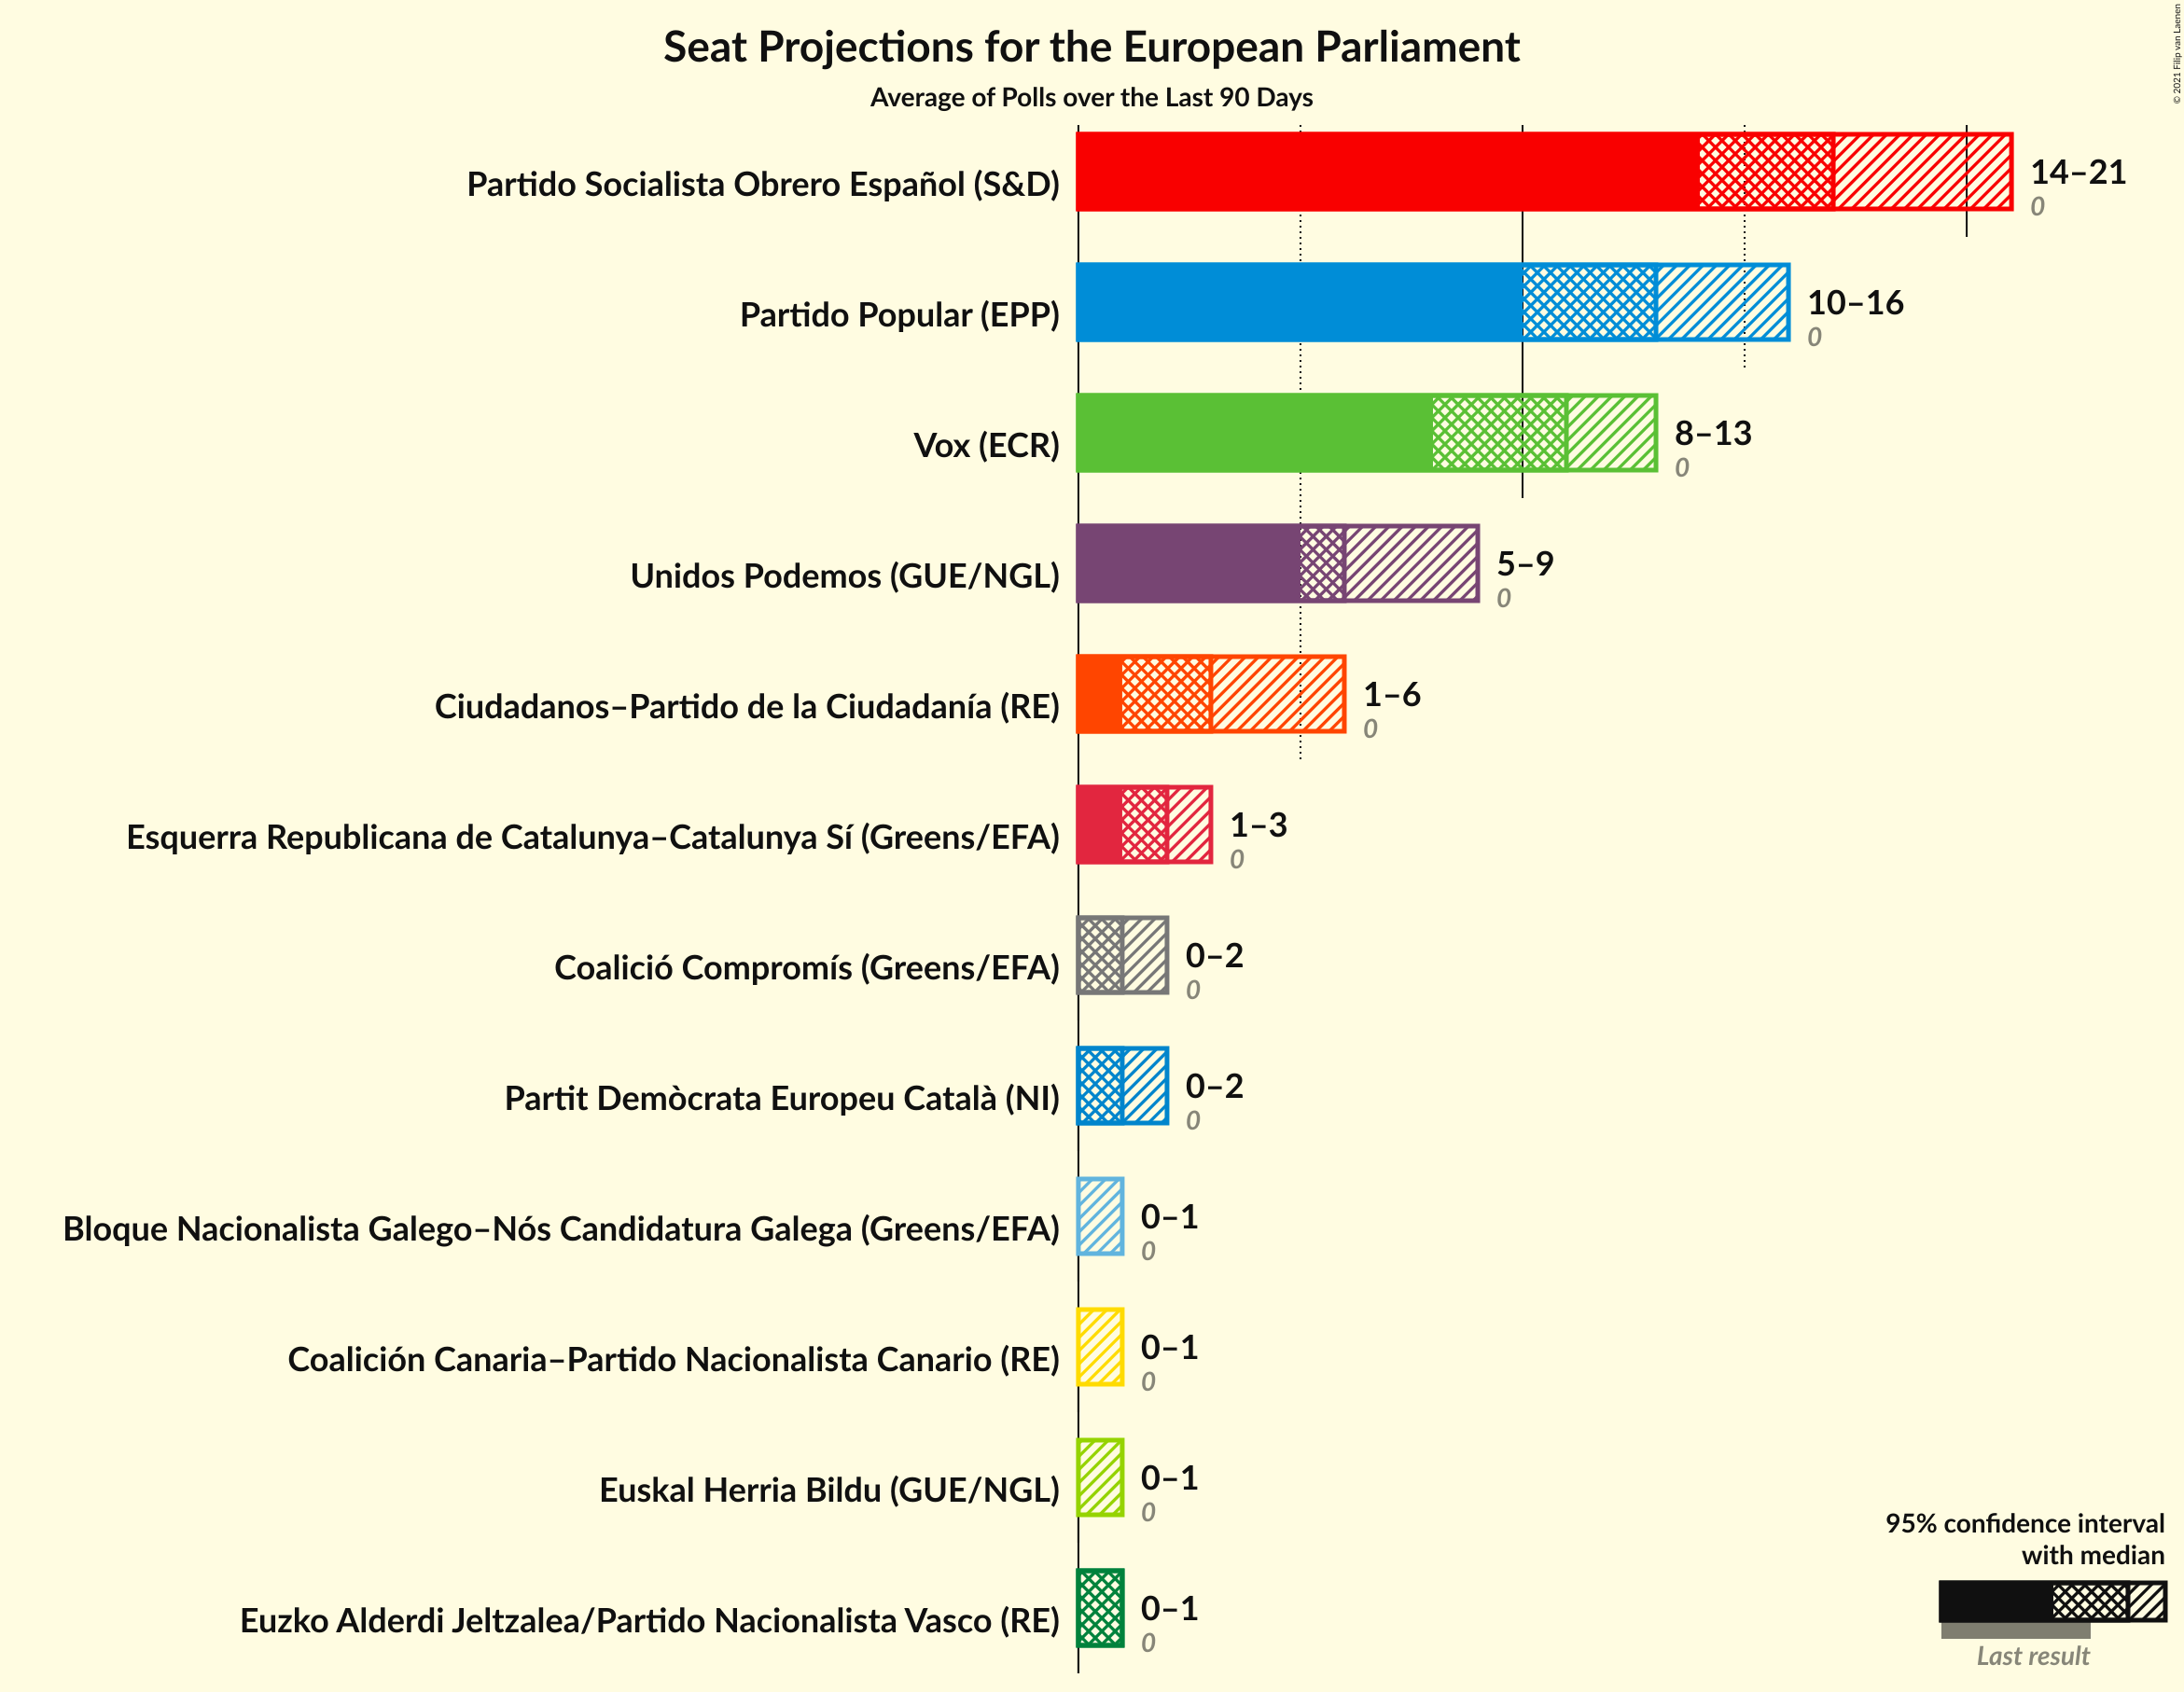 Seat Projections for the European Parliament
Average of Polls over the Last 90 Days
© 2021 Filip van Laenen
Partido Socialista Obrero Español (S&D)
14–21
0
Partido Popular (EPP)
10–16
0
Vox (ECR)
8–13
0
Unidos Podemos (GUE/NGL)
5–9
0
Ciudadanos–Partido de la Ciudadanía (RE)
1–6
0
Esquerra Republicana de Catalunya–Catalunya Sí (Greens/EFA)
1–3
0
Coalició Compromís (Greens/EFA)
0–2
0
Partit Demòcrata Europeu Català (NI)
0–2
0
Bloque Nacionalista Galego–Nós Candidatura Galega (Greens/EFA)
0–1
0
Coalición Canaria–Partido Nacionalista Canario (RE)
0–1
0
Euskal Herria Bildu (GUE/NGL)
0–1
0
Euzko Alderdi Jeltzalea/Partido Nacionalista Vasco (RE)
0–1
0
95% confidence interval
with median
Last result